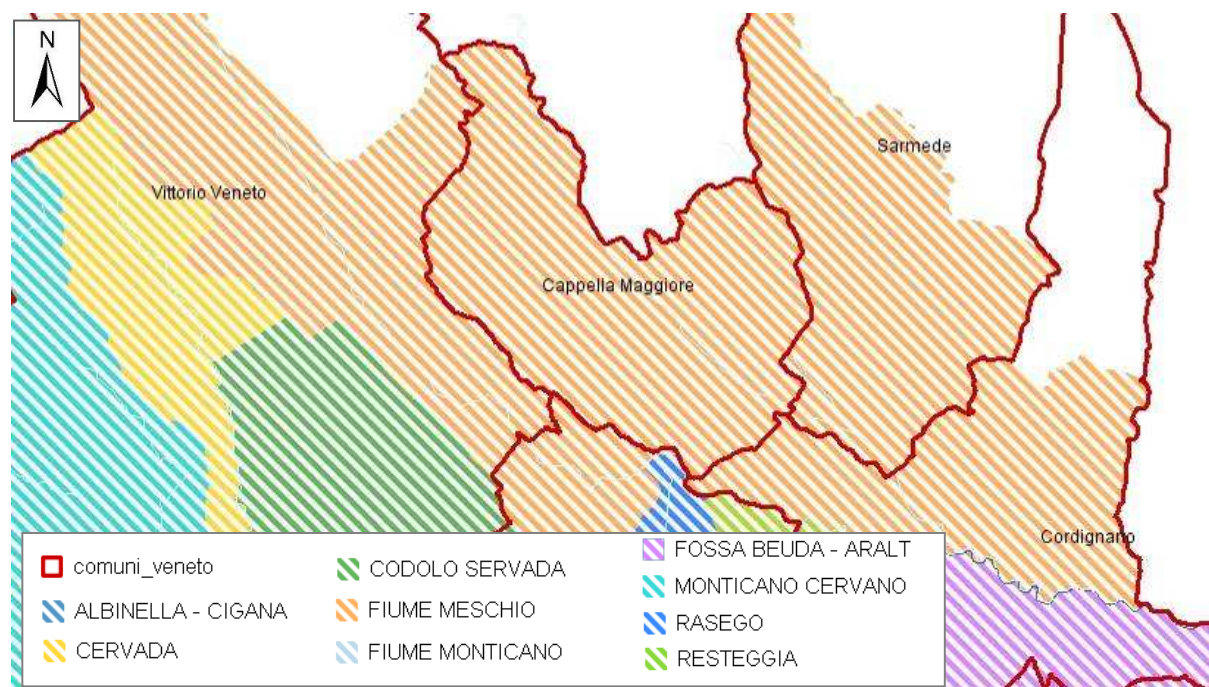 N
Sarmede
Vittorio Veneto
Cappella Maggiore
Cordignano
comuni_veneto
ALBINELLA - CIGANA
CERVADA
CODOLO SERVADA
FIUME MESCHIO
FIUME MONTICANO
FOSSA BEUDA - ARALT
MONTICANO CERVANO
RASEGO
RESTEGGIA